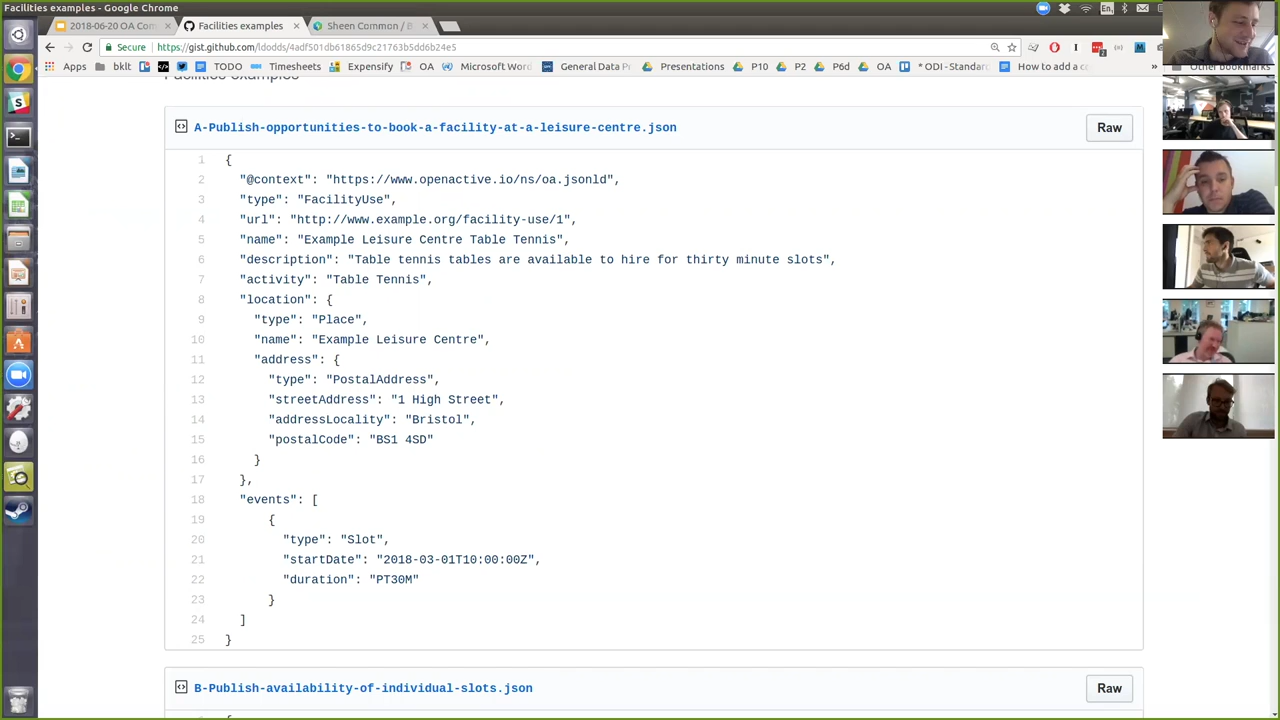 Facilities examples - Google Chrome
En
2018-06-20 OA Com
Facilities examples
Sheen Common / B
Secure
https://gist.github.com/ldodds/4adf501db61865d9c21763b5dd6b24e5
Apps
bklt
TODO
Timesheets
Expensify
OA
Microsoft Word
General Data P
Presentations
P10
P2
P6d
OA
* ODI - Standar
How to add a c
»
Other bookmarks
Facilities examples
A-Publish-opportunities-to-book-a-facility-at-a-leisure-centre.json
Raw
1 {
2 "@context": "https://www.openactive.io/ns/oa.jsonld",
3 "type": "FacilityUse",
4 "url": "http://www.example.org/facility-use/1",
5 "name": "Example Leisure Centre Table Tennis",
6 "description": "Table tennis tables are available to hire for thirty minute slots",
7 "activity": "Table Tennis",
8 "location": {
9 "type": "Place",
10 "name": "Example Leisure Centre",
11 "address": {
12 "type": "PostalAddress",
13 "streetAddress": "1 High Street",
14 "addressLocality": "Bristol",
15 "postalCode": "BS1 4SD"
16 }
17 },
18 "events": [
19 {
20 "type": "Slot",
21 "startDate": "2018-03-01T10:00:00Z",
22 "duration": "PT30M"
23 }
24 ]
25 }
B-Publish-availability-of-individual-slots.json
Raw